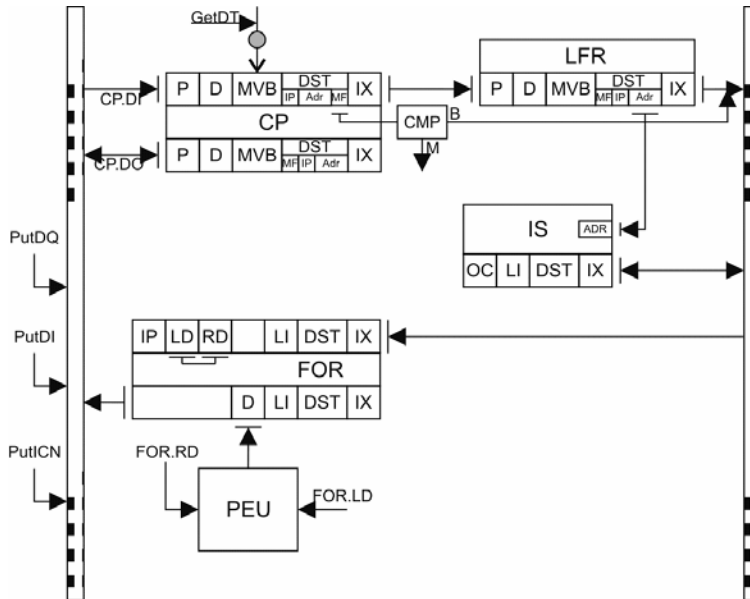 GetDT
LFR
P D MVB DST IX
IP Adr MF
P D MVB DST IX
MF IP Adr
CP.DI
CP
CMP
B
M
CP.DO
P D MVB DST IX
MF IP Adr
IS
ADR
OC LI DST IX
PutDQ
PutDI
IP LD RD LI DST IX
FOR
D LI DST IX
PutICN
FOR.RD
FOR.LD
PEU